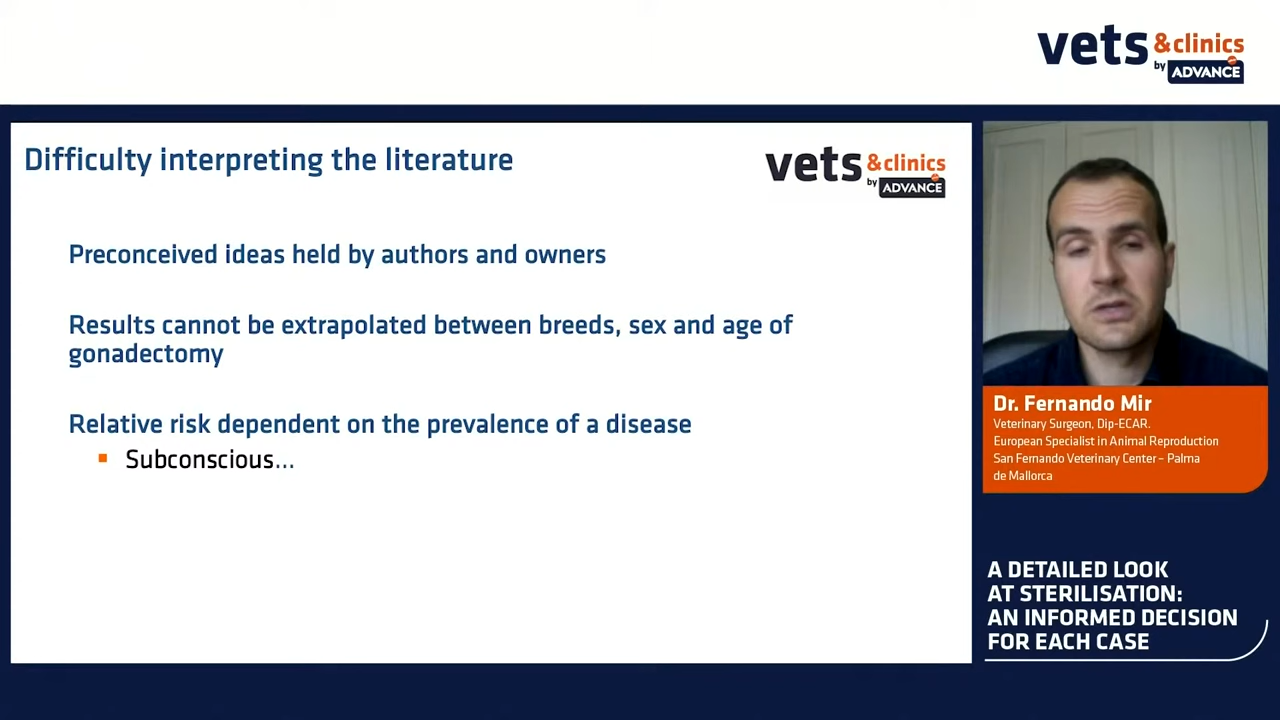 vets &clinics
by ADVANCE
Difficulty interpreting the literature
vets &clinics
by ADVANCE
Preconceived ideas held by authors and owners
Results cannot be extrapolated between breeds, sex and age of
gonadectomy
Relative risk dependent on the prevalence of a disease
Subconscious...
Dr. Fernando Mir
Veterinary Surgeon, Dip-ECAR.
European Specialist in Animal Reproduction
San Fernando Veterinary Center – Palma
de Mallorca
A DETAILED LOOK
AT STERILISATION:
AN INFORMED DECISION
FOR EACH CASE